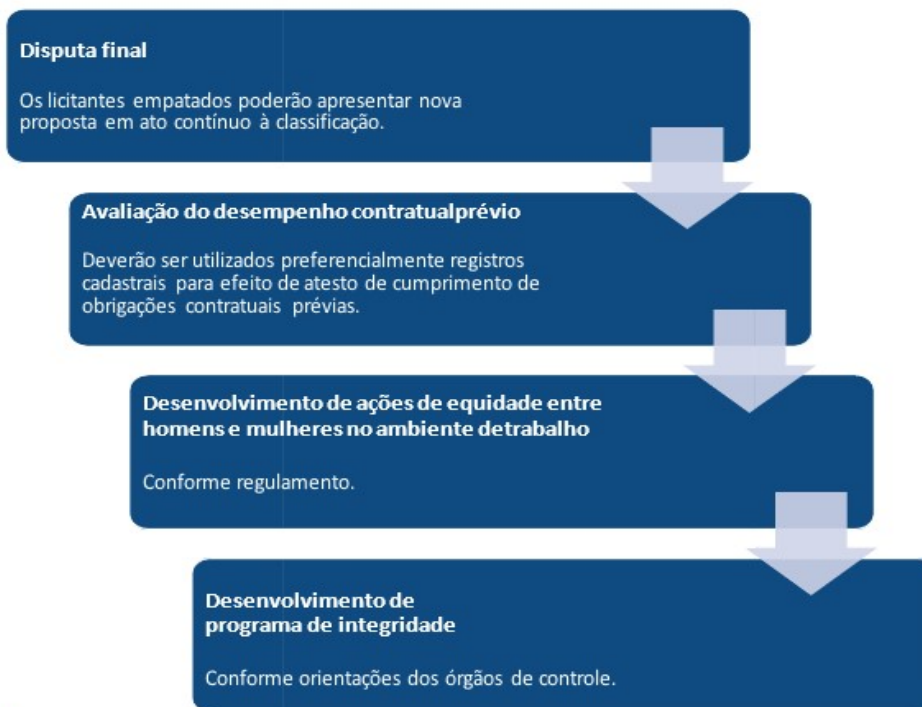 Disputa final
Os licitantes empatados poderão apresentar nova
proposta em ato contínuo à classificação.
Avaliação do desempenho contratualprévio
Deverão ser utilizados preferencialmente registros
cadastrais para efeito de atesto de cumprimento de
obrigações contratuais prévias.
Desenvolvimento de ações de equidade entre
homens e mulheres no ambiente detrabalho
Conforme regulamento.
Desenvolvimento de
programa de integridade
Conforme orientações dos órgãos de controle.